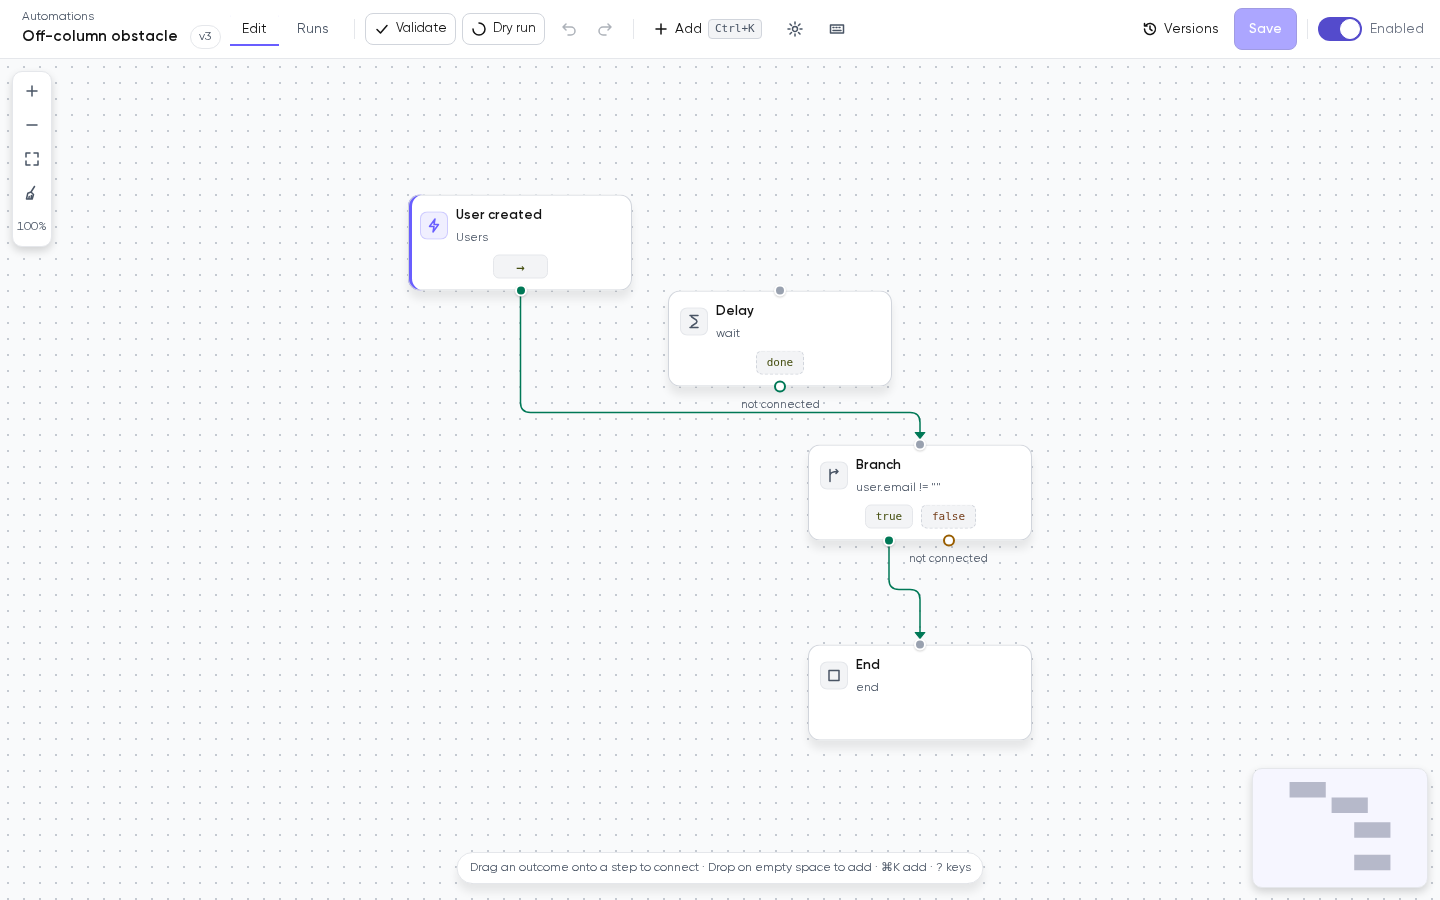 Automations
Off-column obstacle
v3
Edit
Runs
Validate
Dry run
Add
Ctrl+K
Versions
Save
Enabled
100%
User created
Users
→
Delay
wait
done
not connected
Branch
user.email != ""
true
false
not connected
End
end
Drag an outcome onto a step to connect · Drop on empty space to add · ⌘K add · ? keys